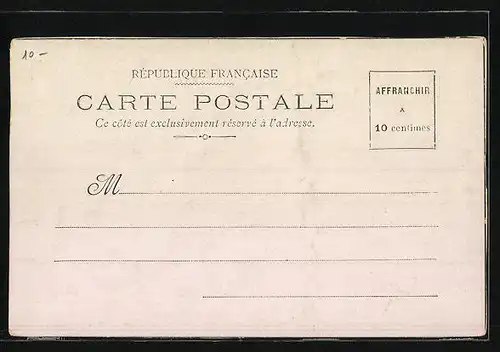 10 -
RÉPUBLIQUE FRANÇAISE
CARTE POSTALE
Ce côté est exclusivement réservé à l'adresse.
AFFRANCHIR
A
10 centimes
M